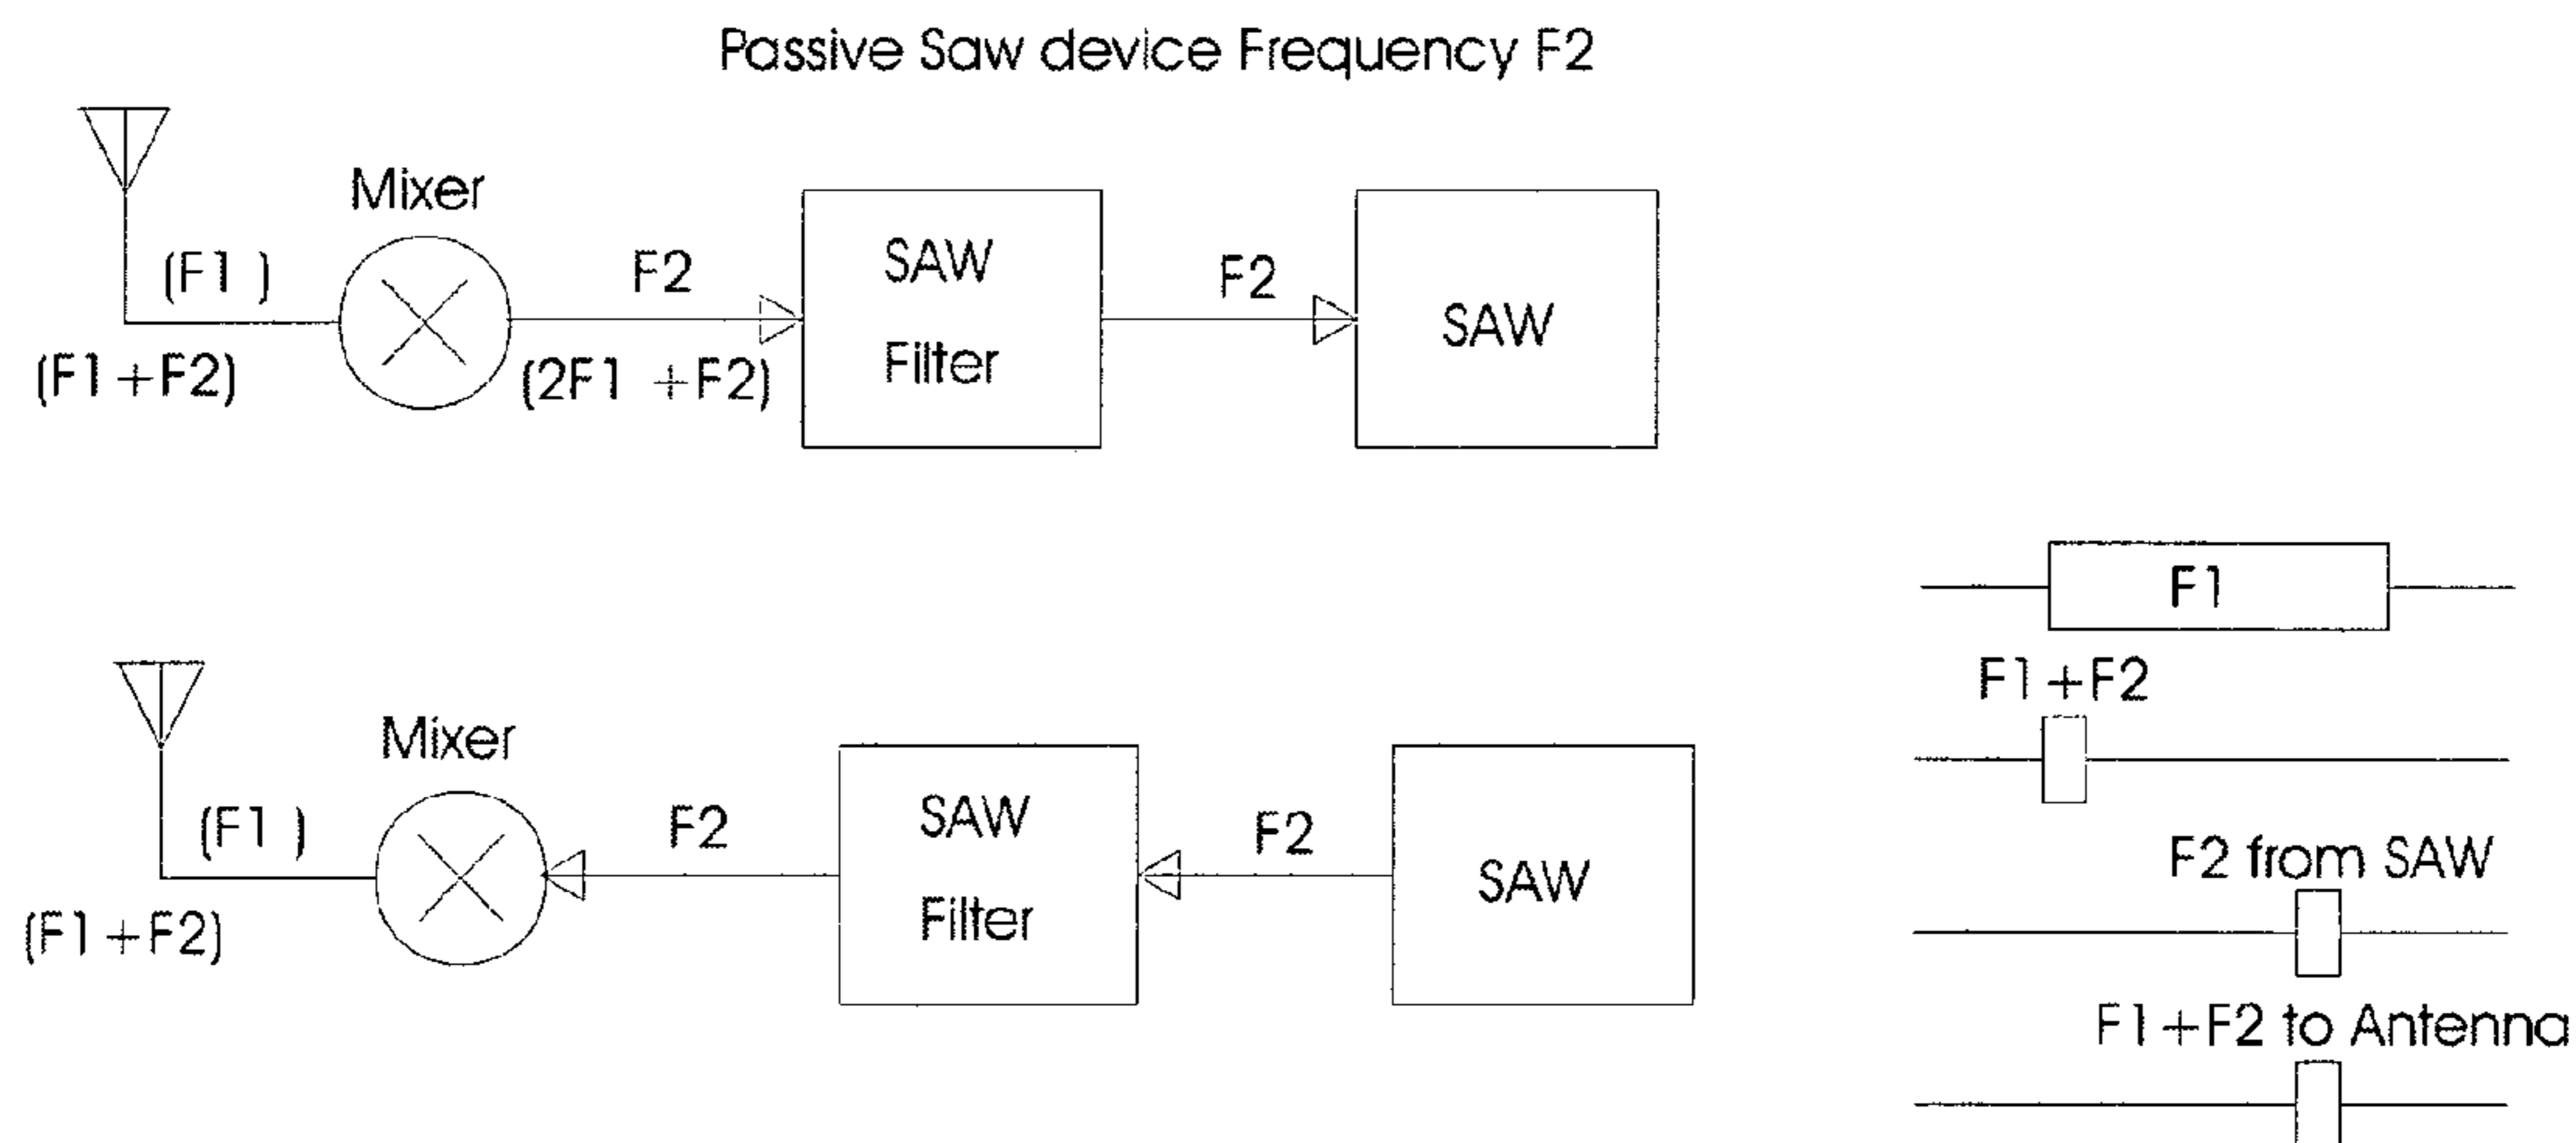 Passive Saw device Frequency F2
Mixer
(F1 )
(F1+F2)
F2
(2F1 +F2)
SAW
Filter
F2
SAW
Mixer
(F1 )
(F1+F2)
F2
SAW
Filter
F2
SAW
F1
F1+F2
F2 from SAW
F1+F2 to Antenna